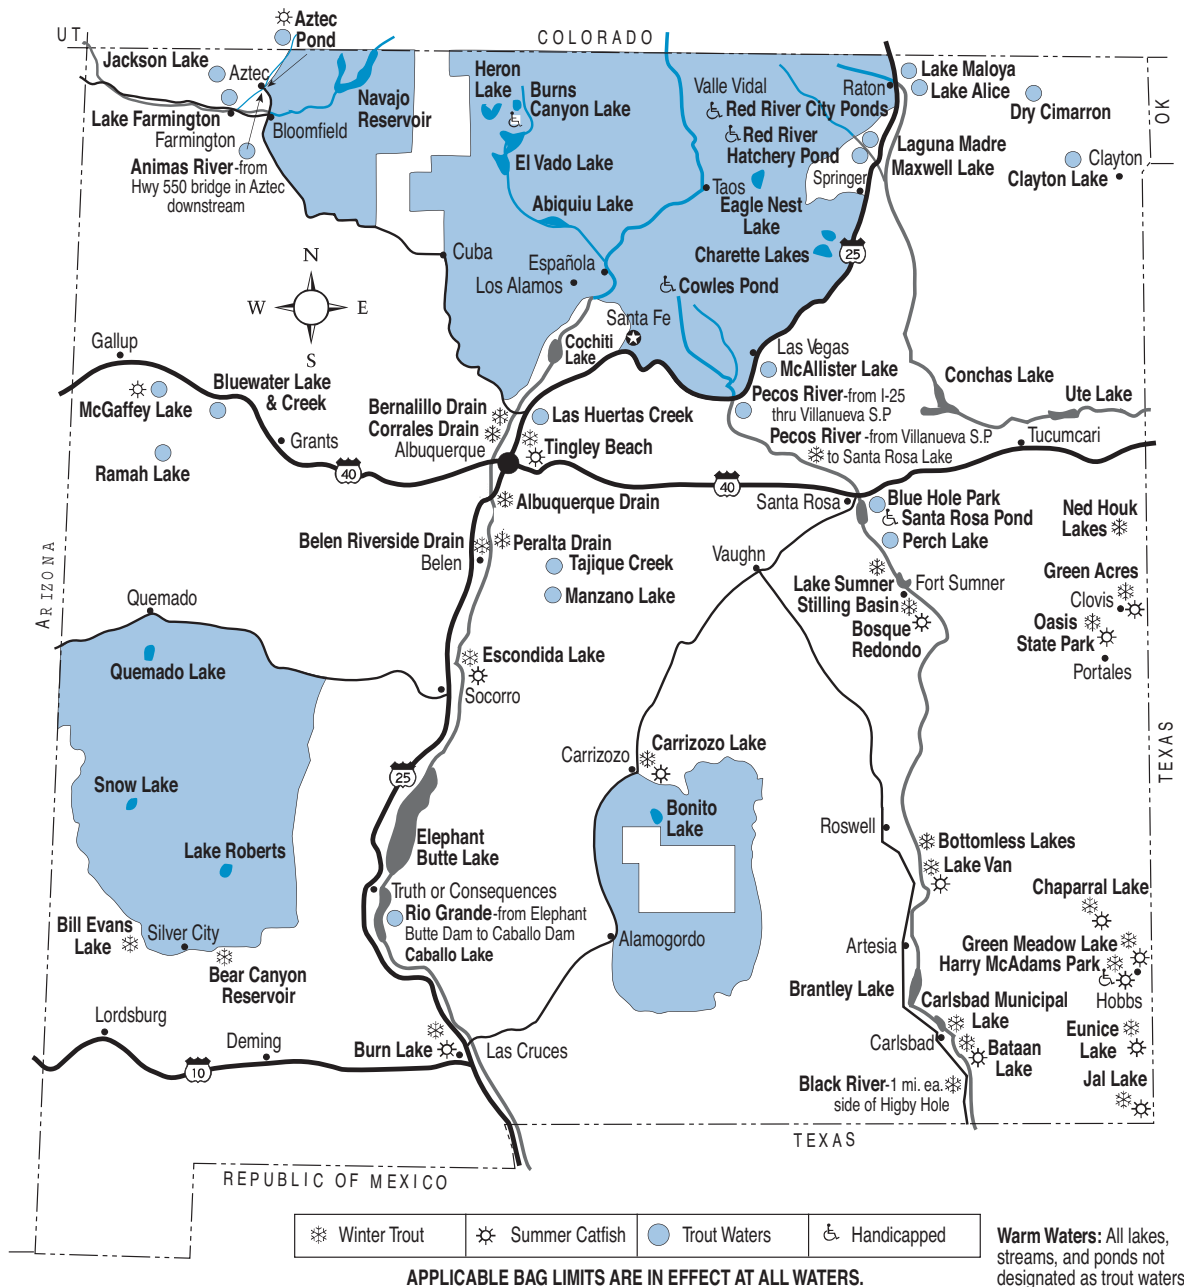 UT
COLORADO
Aztec
Pond
Jackson Lake
Aztec
Lake Farmington
Farmington
Bloomfield
Navajo
Reservoir
Animas River-from
Hwy 550 bridge in Aztec
downstream
Heron
Lake
Burns
Canyon Lake
El Vado Lake
Abiquiu Lake
Valle Vidal
Red River City Ponds
Red River
Hatchery Pond
Raton
Lake Maloya
Lake Alice
Dry Cimarron
OK
Laguna Madre
Maxwell Lake
Clayton
Clayton Lake
Springer
Taos
Eagle Nest
Lake
Charette Lakes
25
Cuba
Española
Los Alamos
Cowles Pond
Santa Fe
N
W
E
S
Cochiti
Lake
Gallup
Las Vegas
McAllister Lake
Pecos River-from I-25
thru Villanueva S.P
Conchas Lake
Ute Lake
McGaffey Lake
Bluewater Lake
& Creek
Bernalillo Drain
Corrales Drain
Albuquerque
Las Huertas Creek
Tingley Beach
Pecos River -from Villanueva S.P.
to Santa Rosa Lake
Tucumcari
Grants
Ramah Lake
40
40
Albuquerque Drain
Santa Rosa
Blue Hole Park
Santa Rosa Pond
Perch Lake
Ned Houk
Lakes
Belen Riverside Drain
Belen
Peralta Drain
Tajique Creek
Manzano Lake
Vaughn
ARIZONA
Lake Sumner
Stilling Basin
Fort Sumner
Bosque
Redondo
Green Acres
Clovis
Oasis
State Park
Portales
Quemado
Quemado Lake
Escondida Lake
Socorro
TEXAS
Carrizozo
Carrizozo Lake
25
Snow Lake
Bonito
Lake
Lake Roberts
Elephant
Butte Lake
Roswell
Bottomless Lakes
Lake Van
Chaparral Lake
Truth or Consequences
Rio Grande-from Elephant
Butte Dam to Caballo Dam
Caballo Lake
Bill Evans
Lake
Silver City
Bear Canyon
Reservoir
Alamogordo
Artesia
Green Meadow Lake
Harry McAdams Park
Hobbs
Brantley Lake
Carlsbad Municipal
Lake
Carlsbad
Bataan
Lake
Eunice
Lake
Lordsburg
Deming
10
Burn Lake
Las Cruces
Black River-1 mi. ea.
side of Higby Hole
Jal Lake
TEXAS
REPUBLIC OF MEXICO
Winter Trout
Summer Catfish
Trout Waters
Handicapped
Warm Waters: All lakes,
streams, and ponds not
designated as trout waters
APPLICABLE BAG LIMITS ARE IN EFFECT AT ALL WATERS.